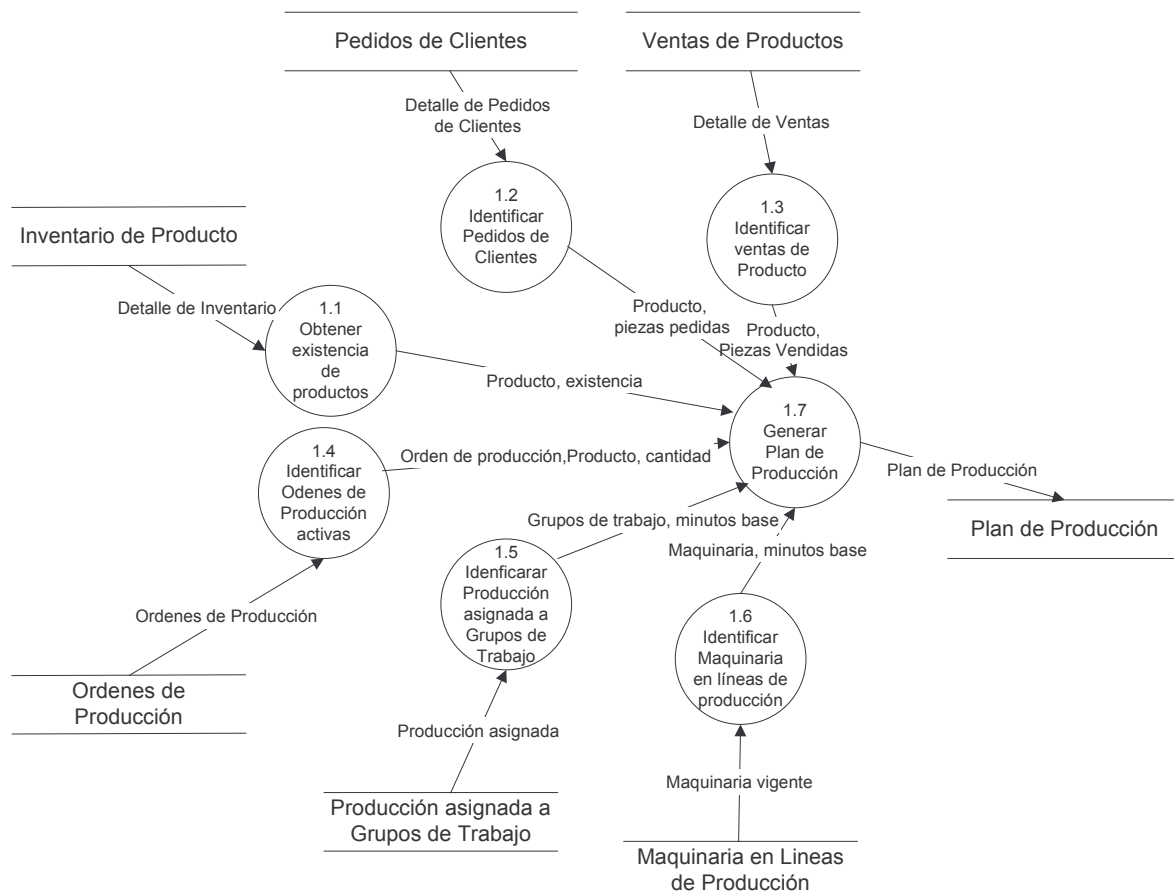 Pedidos de Clientes
Ventas de Productos
Detalle de Pedidos
de Clientes
Detalle de Ventas
1.2
Identificar
Pedidos de
Clientes
1.3
Identificar
ventas de
Producto
Inventario de Producto
Detalle de Inventario
1.1
Obtener
existencia
de
productos
Producto,
piezas pedidas
Producto,
Piezas Vendidas
Producto, existencia
1.7
Generar
Plan de
Producción
1.4
Identificar
Odenes de
Producción
activas
Orden de producción,Producto, cantidad
Plan de Producción
Plan de Producción
Grupos de trabajo, minutos base
Maquinaria, minutos base
1.5
Idenficarar
Producción
asignada a
Grupos de
Trabajo
1.6
Identificar
Maquinaria
en líneas de
producción
Ordenes de Producción
Ordenes de
Producción
Producción asignada
Maquinaria vigente
Producción asignada a
Grupos de Trabajo
Maquinaria en Lineas
de Producción